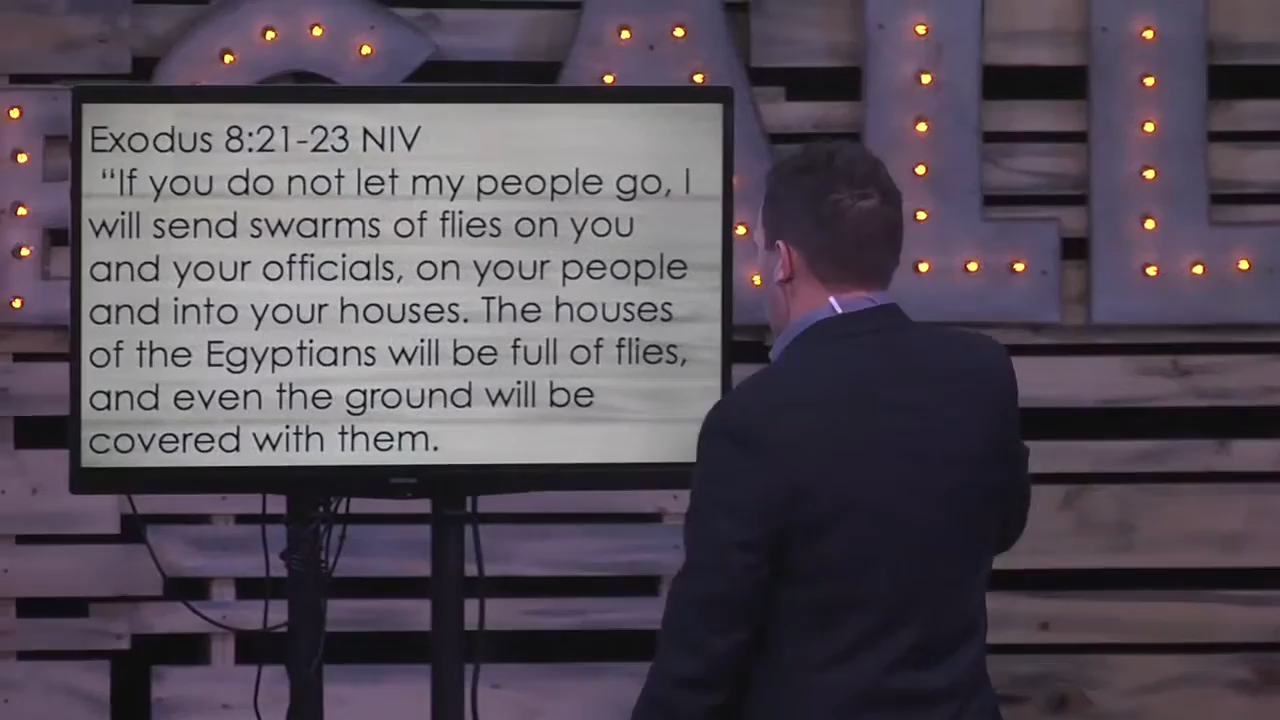 CALL
Exodus 8:21-23 NIV
“If you do not let my people go, I
will send swarms of flies on you
and your officials, on your people
and into your houses. The houses
of the Egyptians will be full of flies,
and even the ground will be
covered with them.